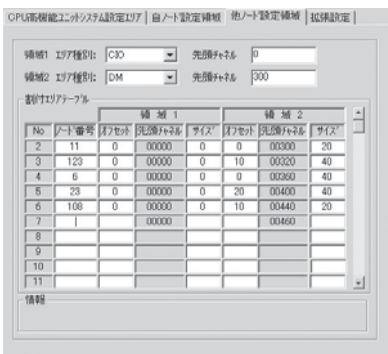 CPU高機能ユニットシステム設定エリア 自ノード設定領域 他ノード設定領域 拡張設定
領域1 エリア種別: CIO 先頭チャネル 0
領域2 エリア種別: DM 先頭チャネル 300
割付エリアテーブル
領域1 領域2
No ノード番号 オフセット 先頭チャネル サイズ オフセット 先頭チャネル サイズ
2 11 0 00000 0 0 00300 20
3 123 0 00000 0 10 00320 40
4 6 0 00000 0 0 00360 40
5 23 0 00000 0 20 00400 40
6 108 0 00000 0 10 00440 20
7 00000 00460
8
9
10
11
情報